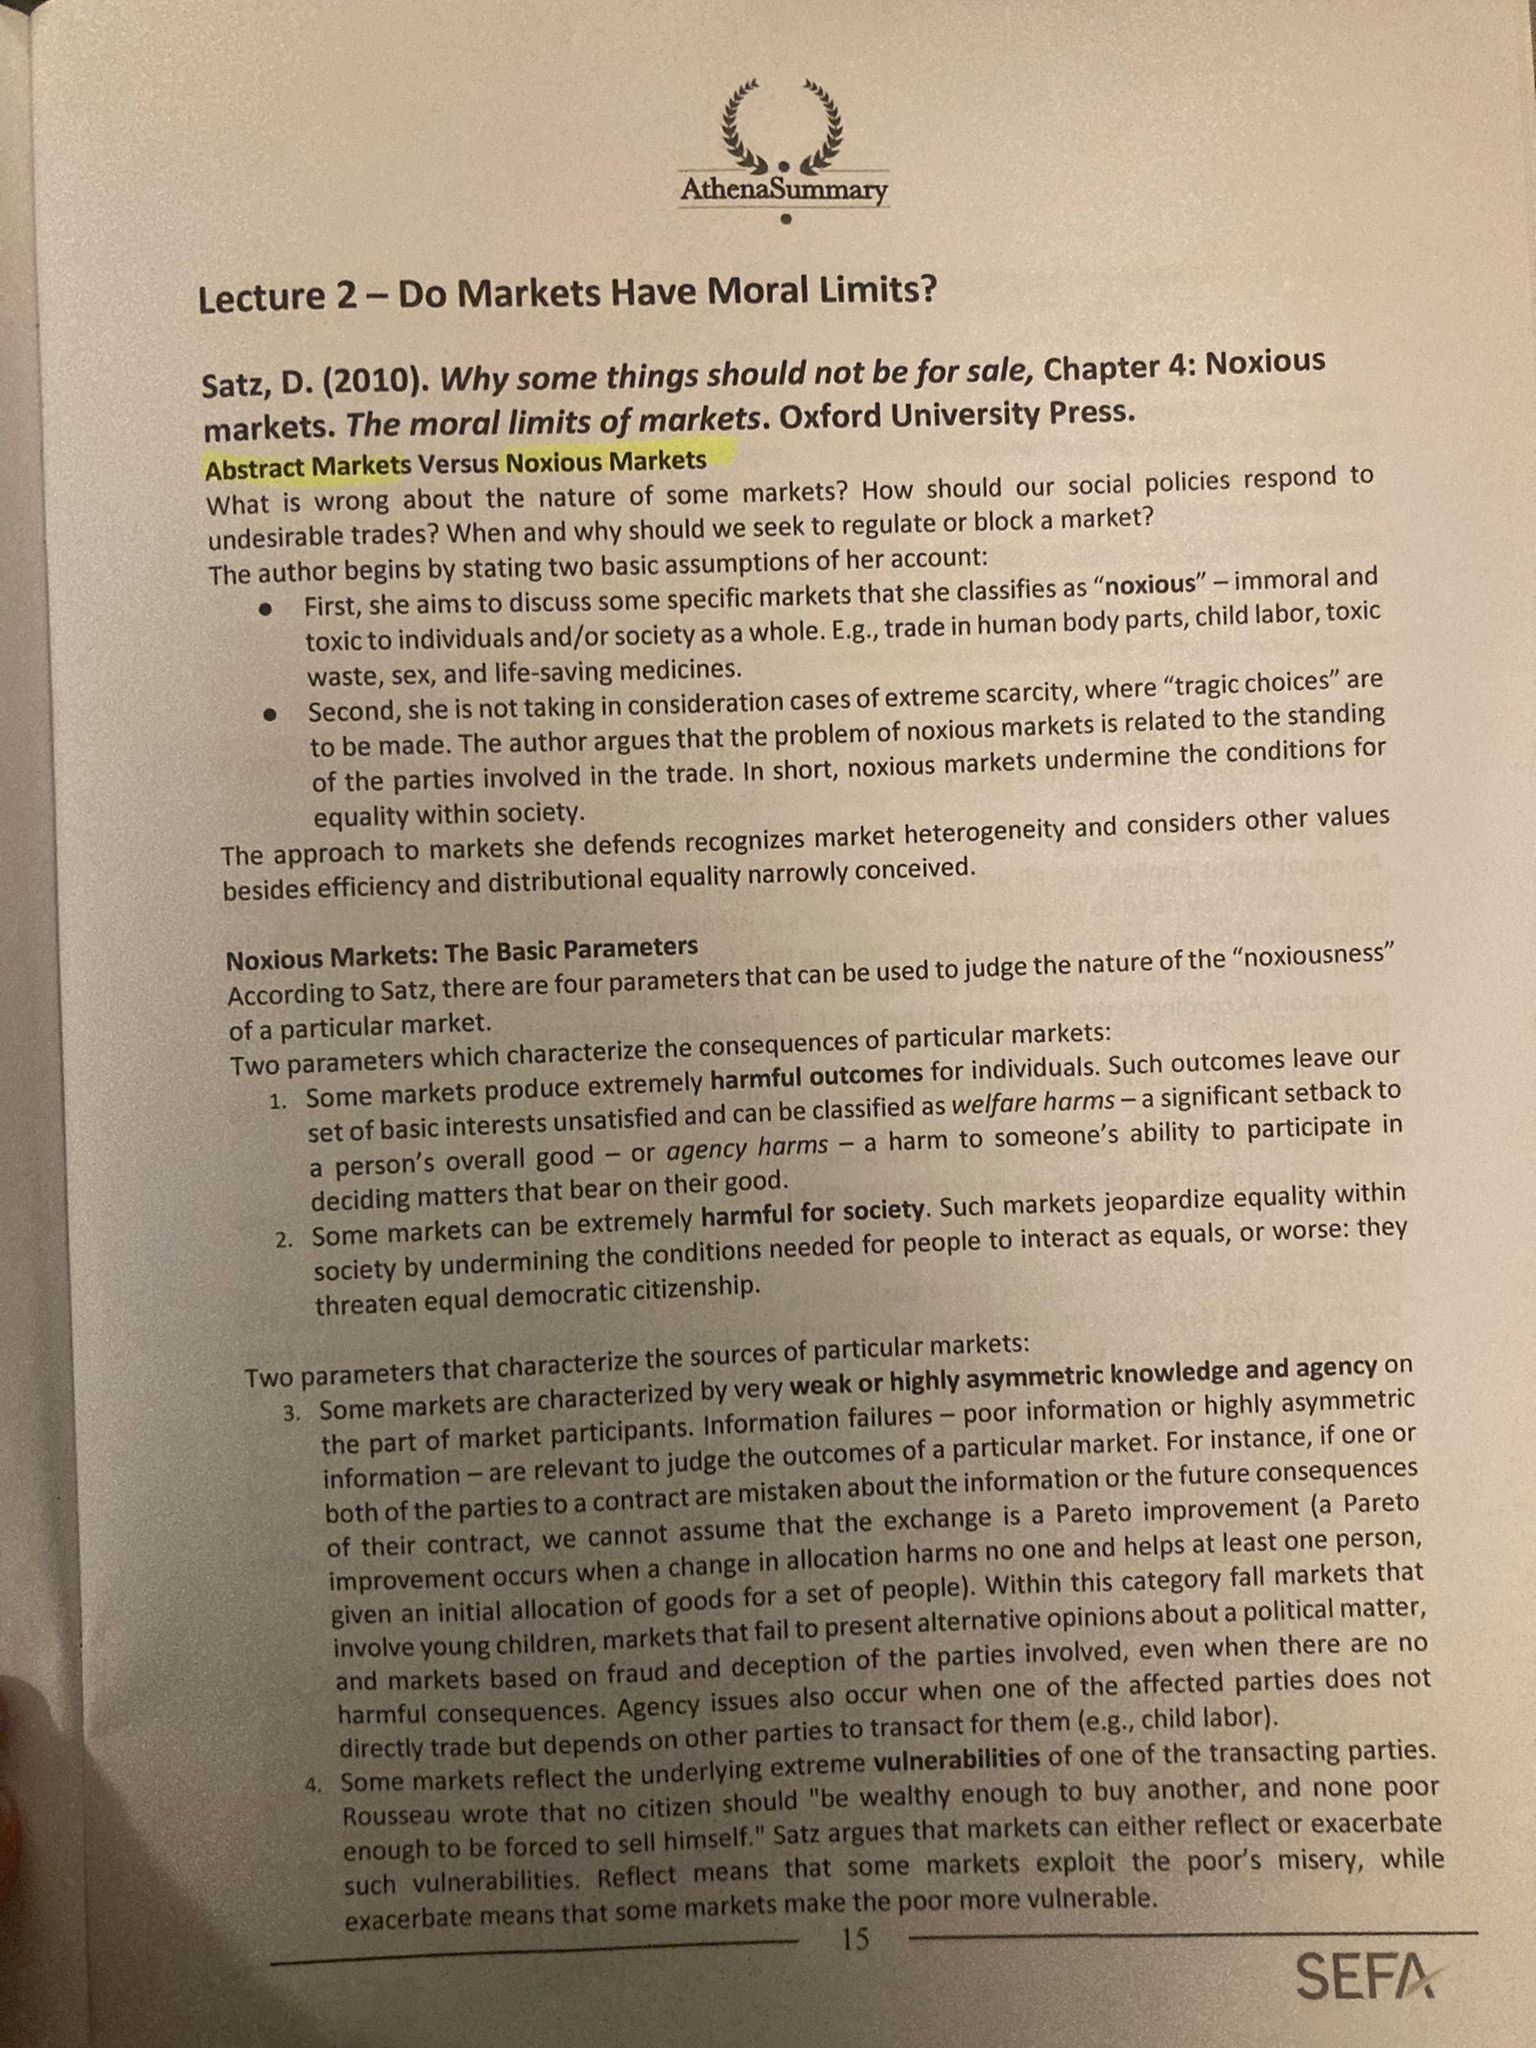 AthenaSummary
Lecture 2 – Do Markets Have Moral Limits?
Satz, D. (2010). Why some things should not be for sale, Chapter 4: Noxious
markets. The moral limits of markets. Oxford University Press.
Abstract Markets Versus Noxious Markets
What is wrong about the nature of some markets? How should our social policies respond to
undesirable trades? When and why should we seek to regulate or block a market?
The author begins by stating two basic assumptions of her account:
● First, she aims to discuss some specific markets that she classifies as “noxious” – immoral and
toxic to individuals and/or society as a whole. E.g., trade in human body parts, child labor, toxic
waste, sex, and life-saving medicines.
● Second, she is not taking in consideration cases of extreme scarcity, where “tragic choices” are
to be made. The author argues that the problem of noxious markets is related to the standing
of the parties involved in the trade. In short, noxious markets undermine the conditions for
equality within society.
The approach to markets she defends recognizes market heterogeneity and considers other values
besides efficiency and distributional equality narrowly conceived.
Noxious Markets: The Basic Parameters
According to Satz, there are four parameters that can be used to judge the nature of the “noxiousness”
of a particular market.
Two parameters which characterize the consequences of particular markets:
1. Some markets produce extremely harmful outcomes for individuals. Such outcomes leave our
set of basic interests unsatisfied and can be classified as welfare harms – a significant setback to
a person’s overall good – or agency harms – a harm to someone’s ability to participate in
deciding matters that bear on their good.
2. Some markets can be extremely harmful for society. Such markets jeopardize equality within
society by undermining the conditions needed for people to interact as equals, or worse: they
threaten equal democratic citizenship.
Two parameters that characterize the sources of particular markets:
3. Some markets are characterized by very weak or highly asymmetric knowledge and agency on
the part of market participants. Information failures – poor information or highly asymmetric
information – are relevant to judge the outcomes of a particular market. For instance, if one or
both of the parties to a contract are mistaken about the information or the future consequences
of their contract, we cannot assume that the exchange is a Pareto improvement (a Pareto
improvement occurs when a change in allocation harms no one and helps at least one person,
given an initial allocation of goods for a set of people). Within this category fall markets that
involve young children, markets that fail to present alternative opinions about a political matter,
and markets based on fraud and deception of the parties involved, even when there are no
harmful consequences. Agency issues also occur when one of the affected parties does not
directly trade but depends on other parties to transact for them (e.g., child labor).
4. Some markets reflect the underlying extreme vulnerabilities of one of the transacting parties.
Rousseau wrote that no citizen should "be wealthy enough to buy another, and none poor
enough to be forced to sell himself." Satz argues that markets can either reflect or exacerbate
such vulnerabilities. Reflect means that some markets exploit the poor’s misery, while
exacerbate means that some markets make the poor more vulnerable.
15
SEFA